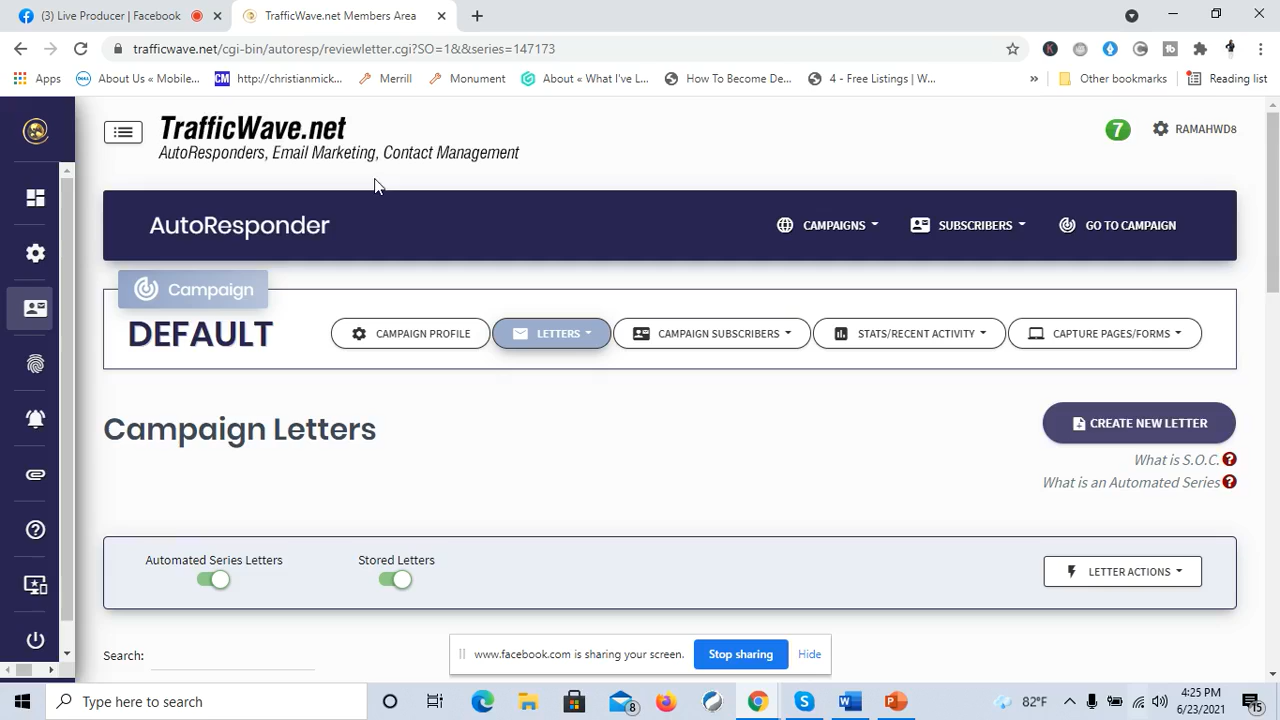 (3) Live Producer | Facebook
TrafficWave.net Members Area
trafficwave.net/cgi-bin/autoresp/reviewletter.cgi?SO=1&&series=147173
Apps
About Us « Mobile...
http://christianmick...
Merrill
Monument
About « What I've L...
How To Become De...
4 - Free Listings | W...
»
Other bookmarks
Reading list
TrafficWave.net
AutoResponders, Email Marketing, Contact Management
7
RAMAHWD8
AutoResponder
CAMPAIGNS
SUBSCRIBERS
GO TO CAMPAIGN
Campaign
DEFAULT
CAMPAIGN PROFILE
LETTERS
CAMPAIGN SUBSCRIBERS
STATS/RECENT ACTIVITY
CAPTURE PAGES/FORMS
Campaign Letters
CREATE NEW LETTER
What is S.O.C.
What is an Automated Series
Automated Series Letters
Stored Letters
LETTER ACTIONS
Search:
www.facebook.com is sharing your screen.
Stop sharing
Hide
Type here to search
8
82°F
4:25 PM
6/23/2021
15